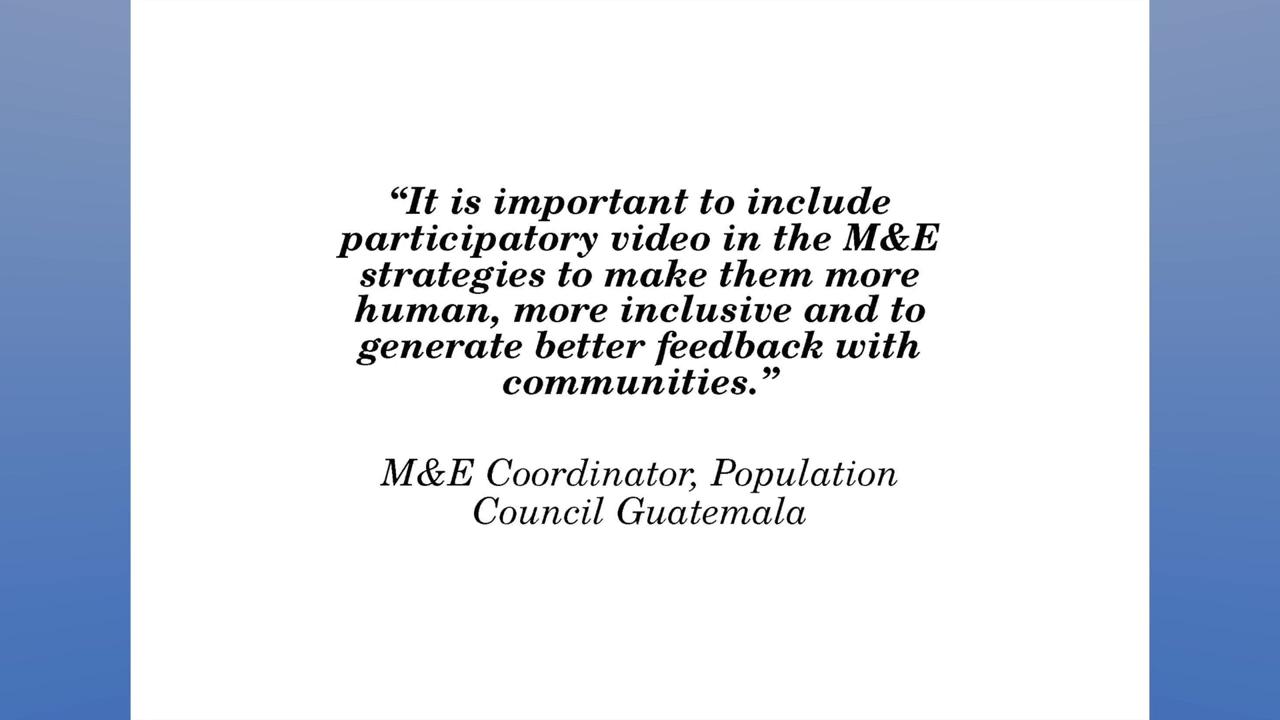 “It is important to include
participatory video in the M&E
strategies to make them more
human, more inclusive and to
generate better feedback with
communities.”
M&E Coordinator, Population
Council Guatemala